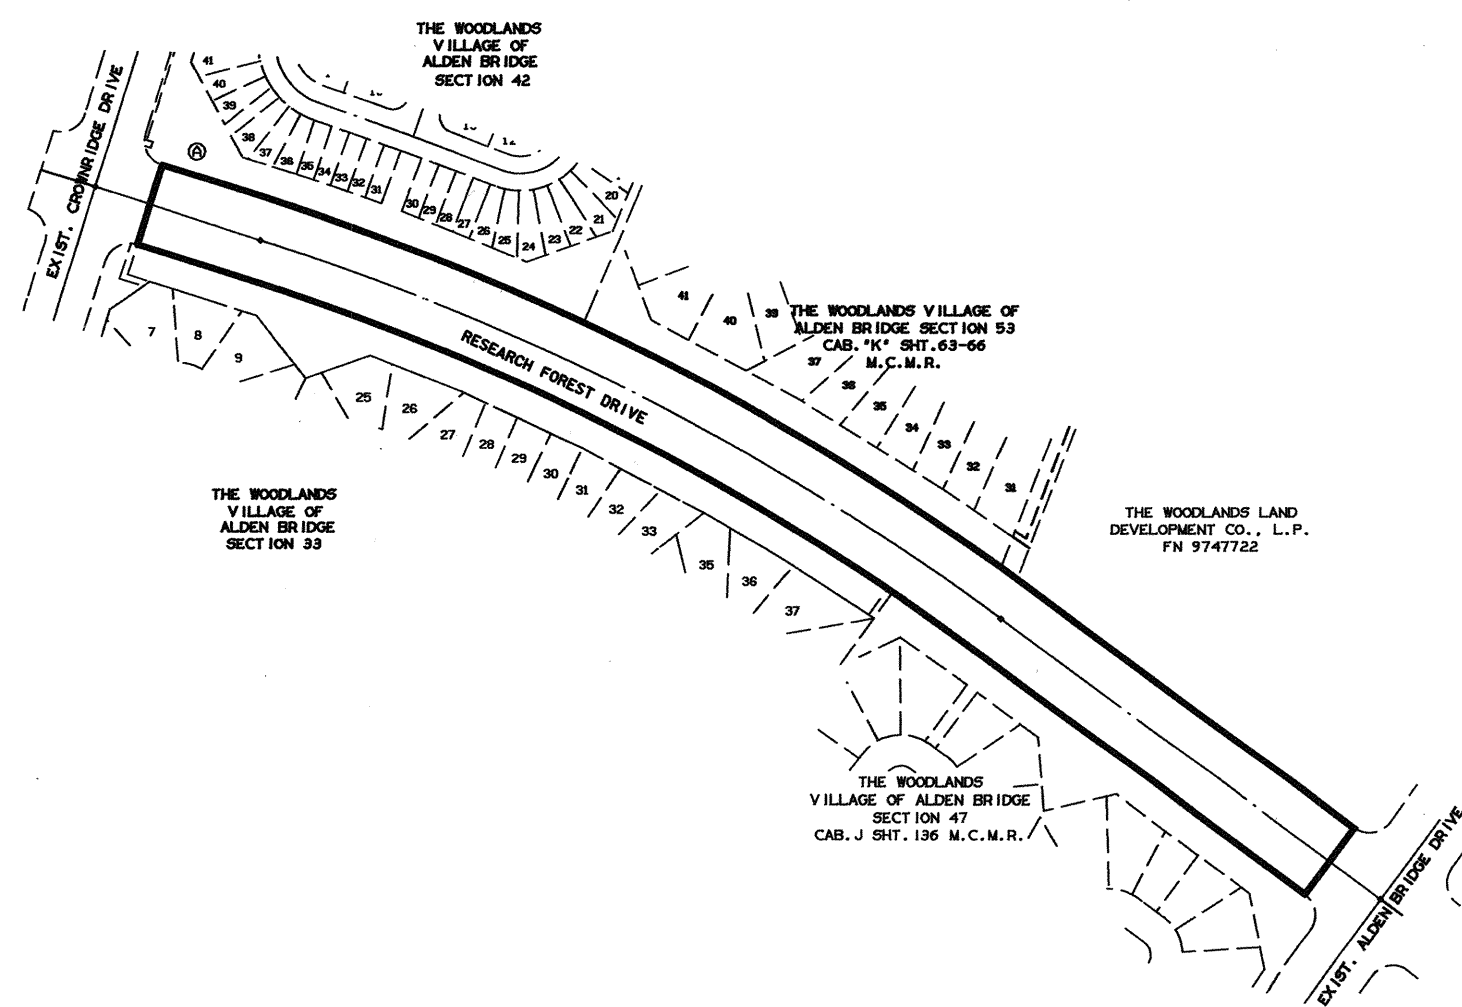 THE WOODLANDS
VILLAGE OF
ALDEN BRIDGE
SECTION 42
EXIST. CROWNRIDGE DRIVE
A
41
40
39
38
37
36
35
34
33
32
31
30
29
28
27
26
25
24
23
22
21
20
41
40
39
THE WOODLANDS VILLAGE OF
ALDEN BRIDGE SECTION 53
CAB. "K" SHT. 63-66
M.C.M.R.
37
36
35
34
33
32
31
7
8
9
RESEARCH FOREST DRIVE
25
26
27
28
29
30
31
32
33
35
36
37
THE WOODLANDS
VILLAGE OF
ALDEN BRIDGE
SECTION 33
THE WOODLANDS LAND
DEVELOPMENT CO., L.P.
FN 9747722
THE WOODLANDS
VILLAGE OF ALDEN BRIDGE
SECTION 47
CAB. J SHT. 136 M.C.M.R.
EXIST. ALDEN BRIDGE DRIVE